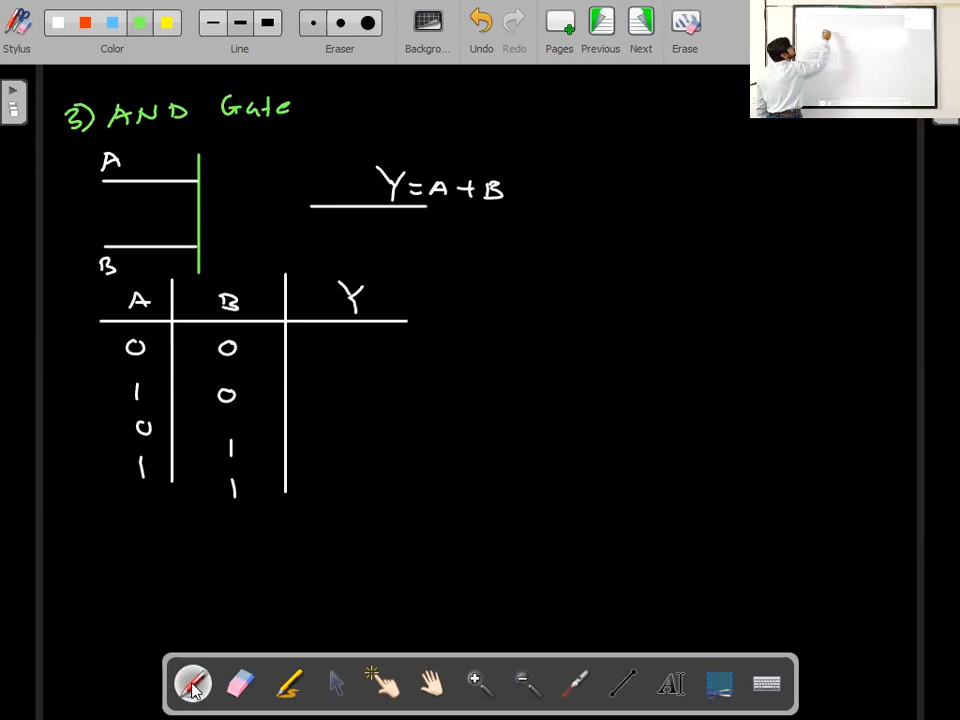 Stylus
Color
Line
Eraser
Backgro...
Undo
Redo
Pages
Previous
Next
Erase
3) AND Gate
A
Y=A+B
B
A B Y
0 0
1 0
0 1
1 1
AI